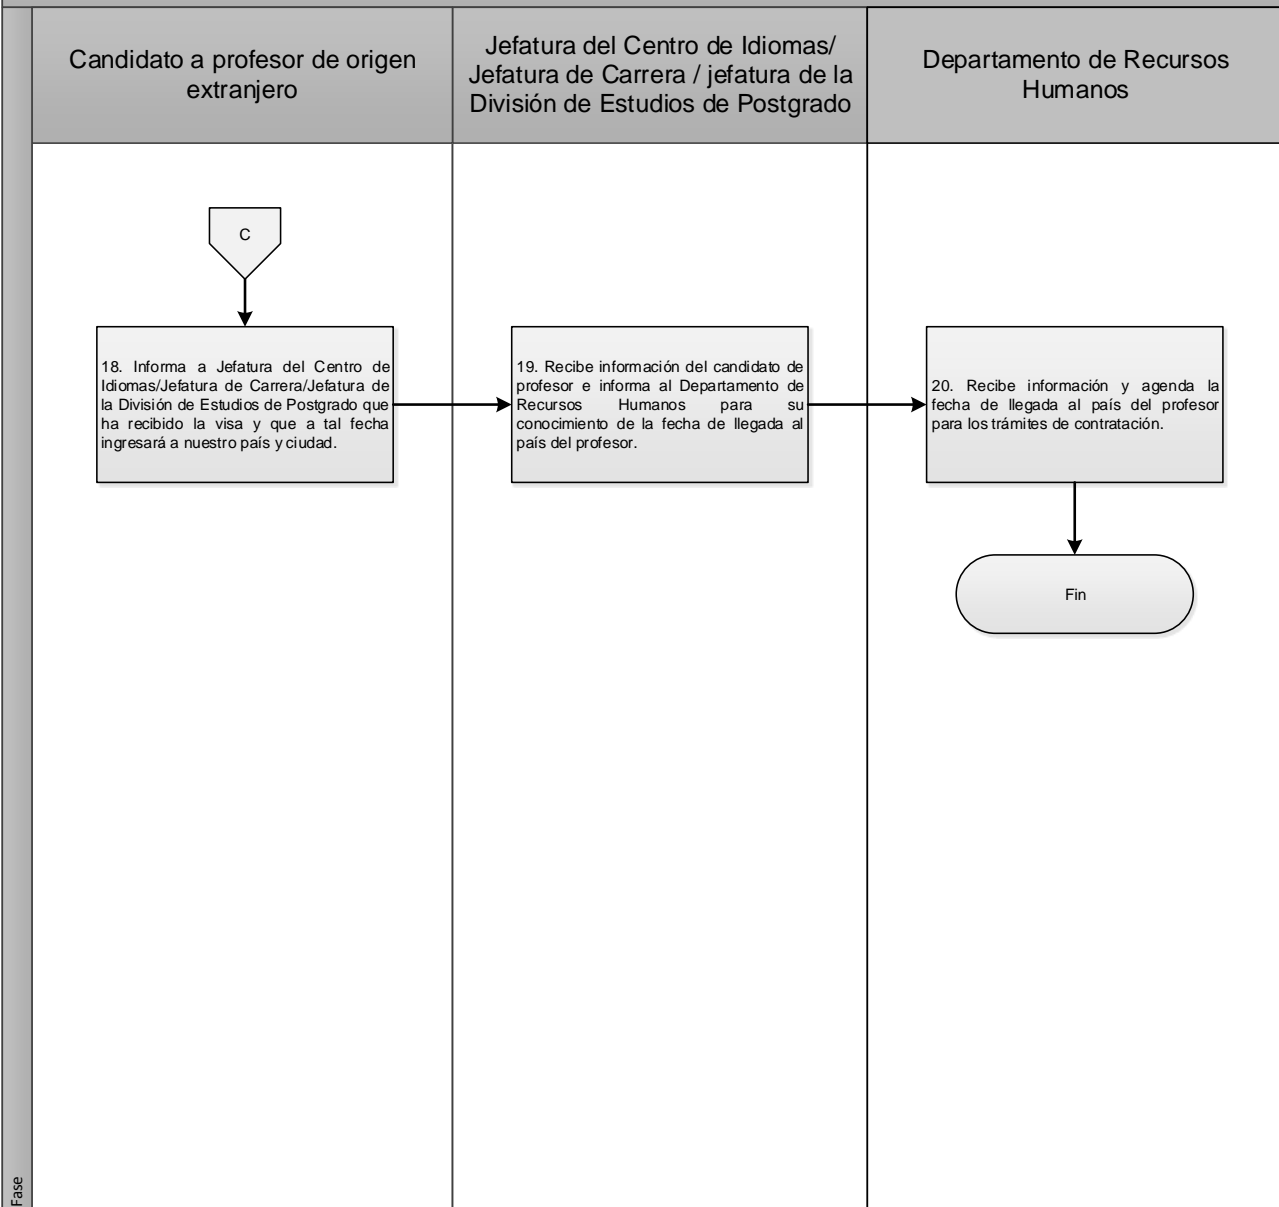 Candidato a profesor de origen
extranjero
Jefatura del Centro de Idiomas/
Jefatura de Carrera / jefatura de la
División de Estudios de Postgrado
Departamento de Recursos
Humanos
C
18. Informa a Jefatura del Centro de
Idiomas/Jefatura de Carrera/Jefatura de
la División de Estudios de Postgrado que
ha recibido la visa y que a tal fecha
ingresará a nuestro país y ciudad.
19. Recibe información del candidato de
profesor e informa al Departamento de
Recursos Humanos para su
conocimiento de la fecha de llegada al
país del profesor.
20. Recibe información y agenda la
fecha de llegada al país del profesor
para los trámites de contratación.
Fin
Fase